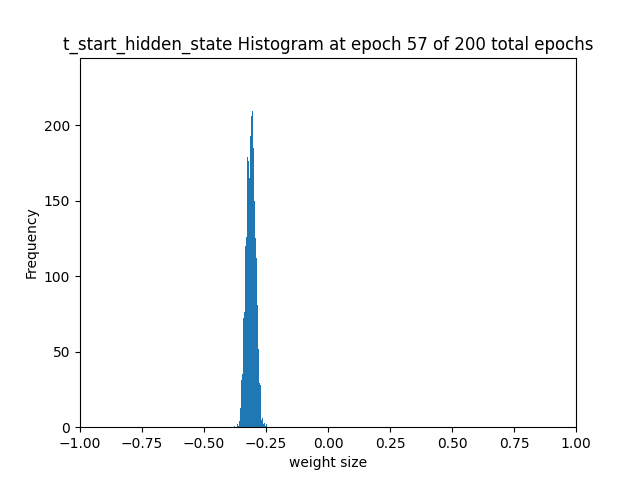 t_start_hidden_state Histogram at epoch 57 of 200 total epochs
200
150
100
50
0
Frequency
−1.00 −0.75 −0.50 −0.25 0.00 0.25 0.50 0.75 1.00
weight size